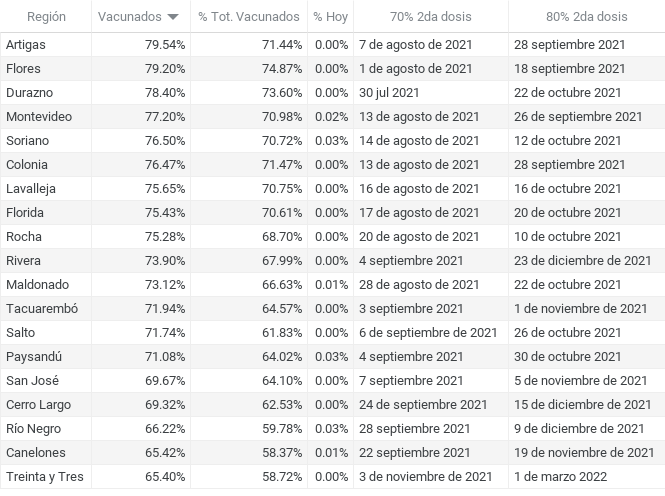 Región Vacunados % Tot. Vacunados % Hoy 70% 2da dosis 80% 2da dosis
Artigas 79.54% 71.44% 0.00% 7 de agosto de 2021 28 septiembre 2021
Flores 79.20% 74.87% 0.00% 1 de agosto de 2021 18 septiembre 2021
Durazno 78.40% 73.60% 0.00% 30 jul 2021 22 de octubre 2021
Montevideo 77.20% 70.98% 0.02% 13 de agosto de 2021 26 de septiembre 2021
Soriano 76.50% 70.72% 0.03% 14 de agosto de 2021 12 de octubre 2021
Colonia 76.47% 71.47% 0.00% 13 de agosto de 2021 28 septiembre 2021
Lavalleja 75.65% 70.75% 0.00% 16 de agosto de 2021 16 de octubre 2021
Florida 75.43% 70.61% 0.00% 17 de agosto de 2021 20 de octubre 2021
Rocha 75.28% 68.70% 0.00% 20 de agosto de 2021 10 de octubre 2021
Rivera 73.90% 67.99% 0.00% 4 septiembre 2021 23 de diciembre de 2021
Maldonado 73.12% 66.63% 0.01% 28 de agosto de 2021 22 de octubre 2021
Tacuarembó 71.94% 64.57% 0.00% 3 septiembre 2021 1 de noviembre de 2021
Salto 71.74% 61.83% 0.00% 6 de septiembre de 2021 26 de octubre 2021
Paysandú 71.08% 64.02% 0.03% 4 septiembre 2021 30 de octubre 2021
San José 69.67% 64.10% 0.00% 7 septiembre 2021 5 de noviembre de 2021
Cerro Largo 69.32% 62.53% 0.00% 24 de septiembre 2021 15 de diciembre de 2021
Río Negro 66.22% 59.78% 0.03% 28 septiembre 2021 9 de diciembre de 2021
Canelones 65.42% 58.37% 0.01% 22 septiembre 2021 19 de noviembre de 2021
Treinta y Tres 65.40% 58.72% 0.00% 3 de noviembre de 2021 1 de marzo 2022